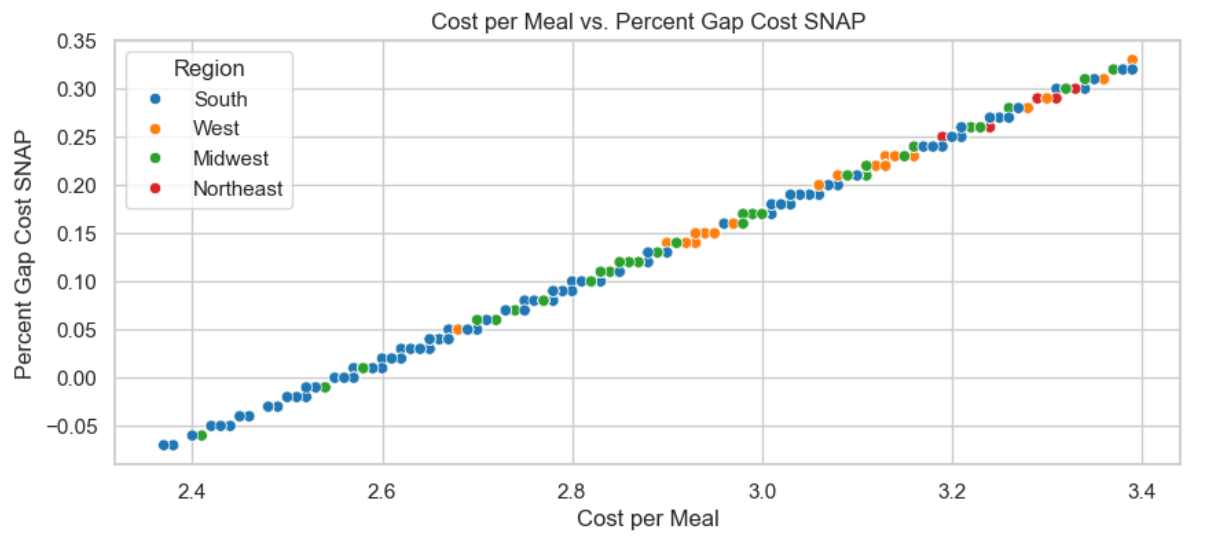 Cost per Meal vs. Percent Gap Cost SNAP
0.35
0.30
0.25
0.20
0.15
0.10
0.05
0.00
−0.05
Percent Gap Cost SNAP
Region
South
West
Midwest
Northeast
2.4 2.6 2.8 3.0 3.2 3.4
Cost per Meal